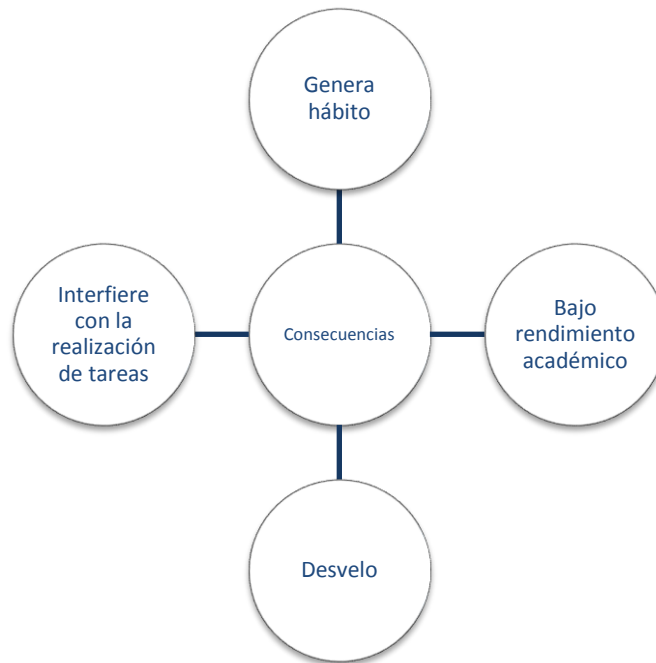 Genera
hábito
Interfiere
con la
realización
de tareas
Consecuencias
Bajo
rendimiento
académico
Desvelo